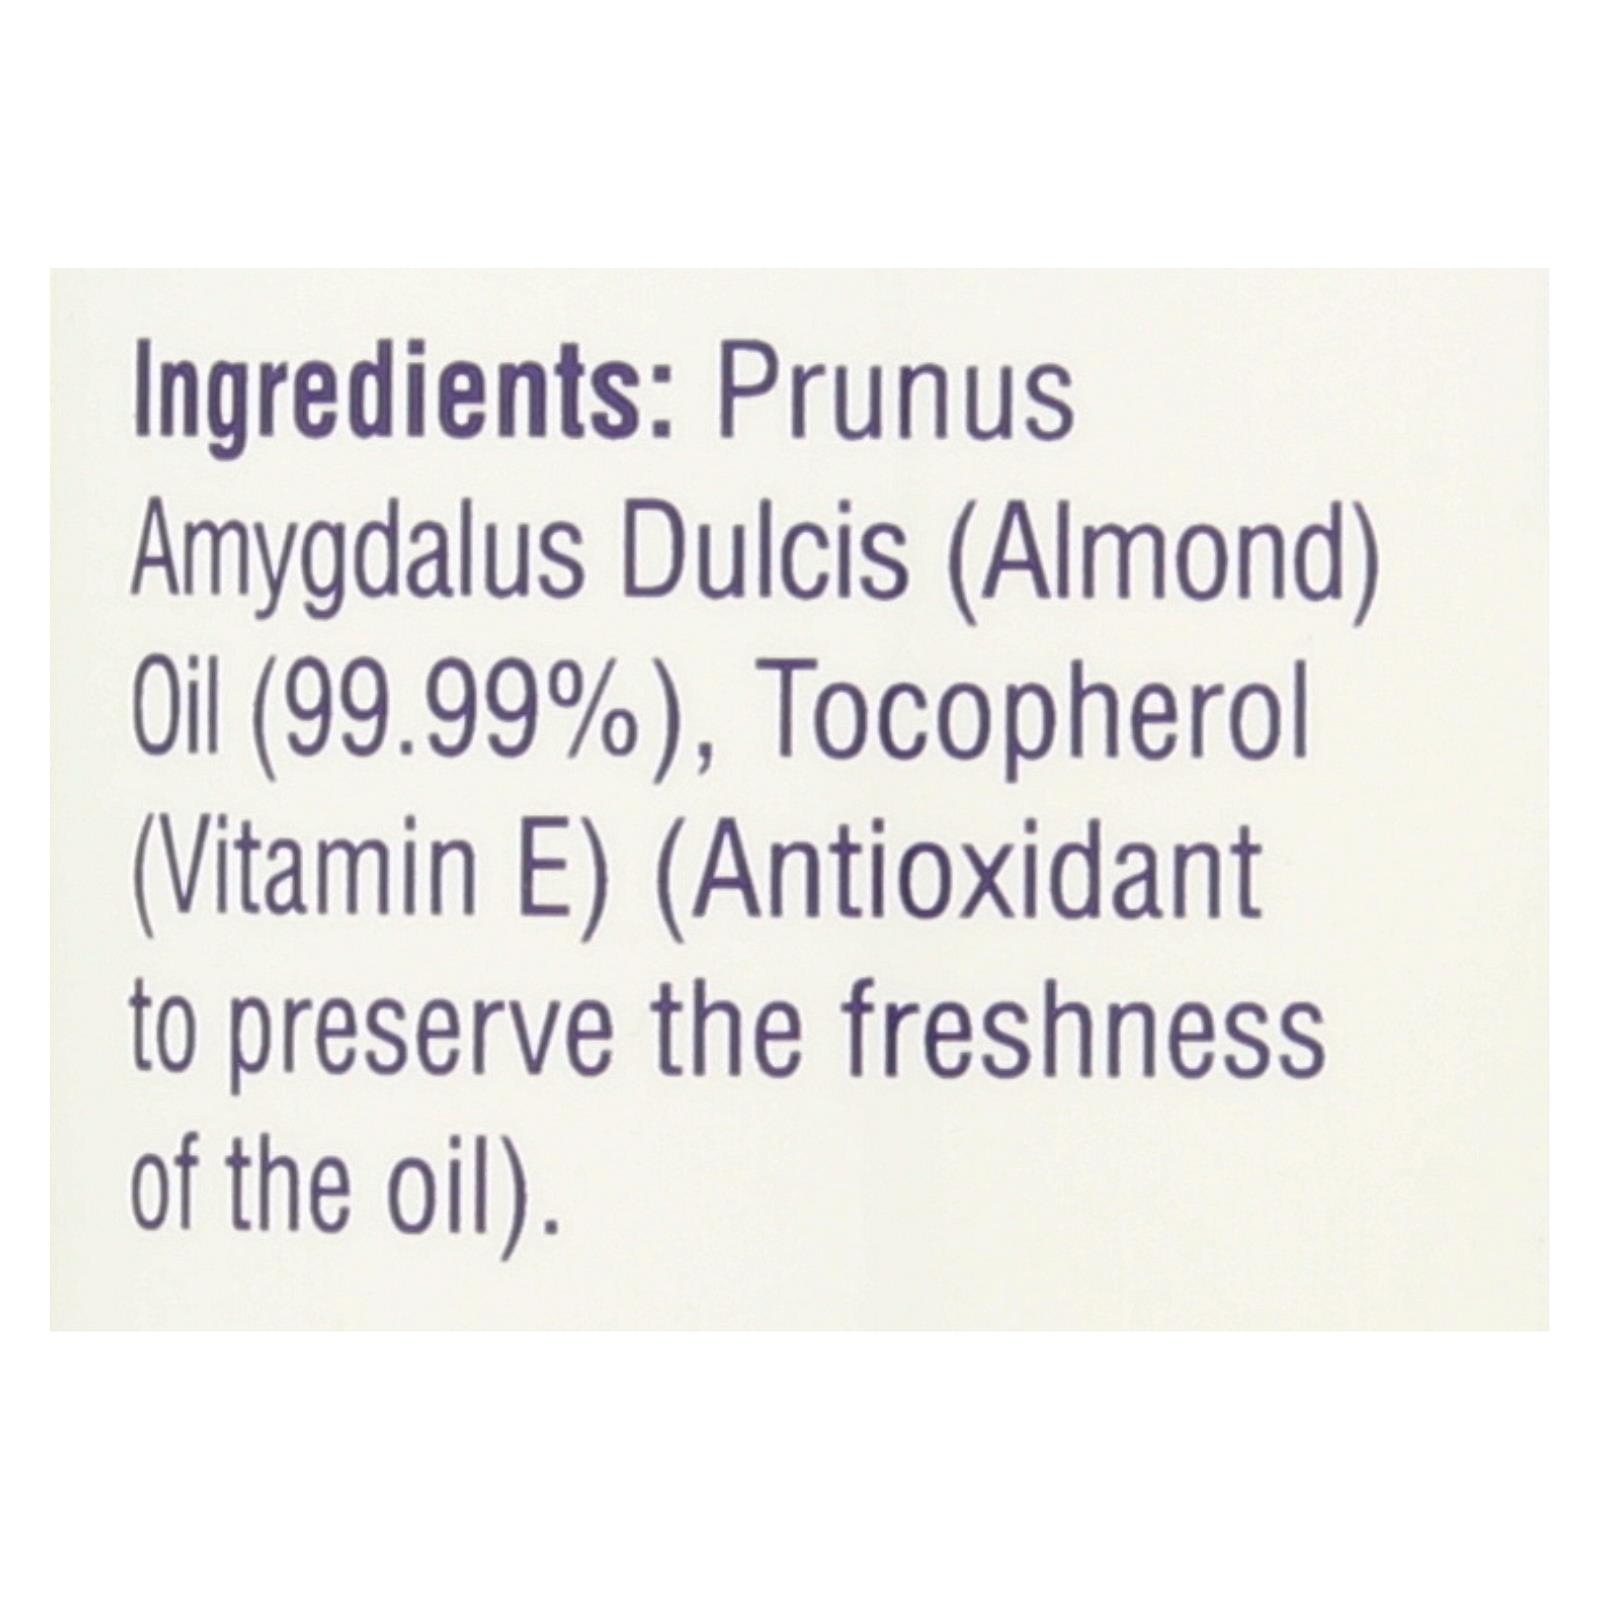 Ingredients: Prunus
Amygdalus Dulcis (Almond)
Oil (99.99%), Tocopherol
(Vitamin E) (Antioxidant
to preserve the freshness
of the oil).